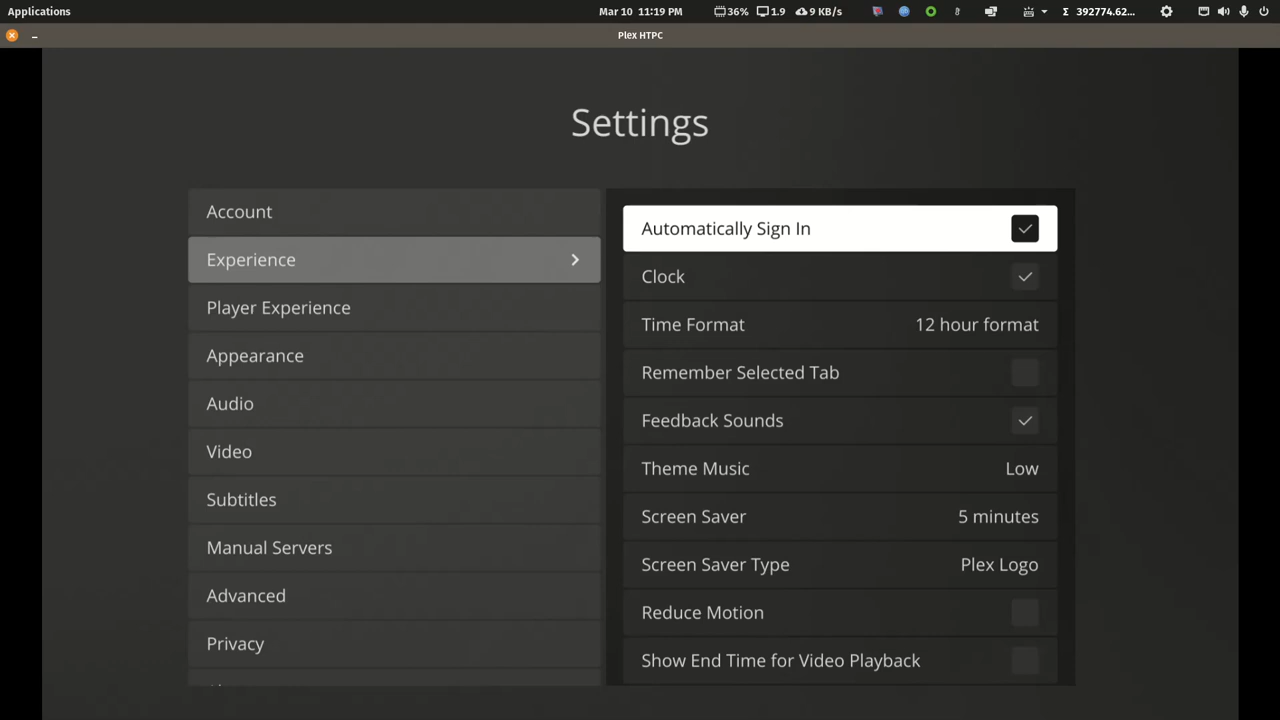 Applications
Mar 10 11:19 PM
36%
1.9
9 KB/s
Σ 392774.62...
Plex HTPC
Settings
Account
Experience
Player Experience
Appearance
Audio
Video
Subtitles
Manual Servers
Advanced
Privacy
Automatically Sign In
Clock
Time Format 12 hour format
Remember Selected Tab
Feedback Sounds
Theme Music Low
Screen Saver 5 minutes
Screen Saver Type Plex Logo
Reduce Motion
Show End Time for Video Playback